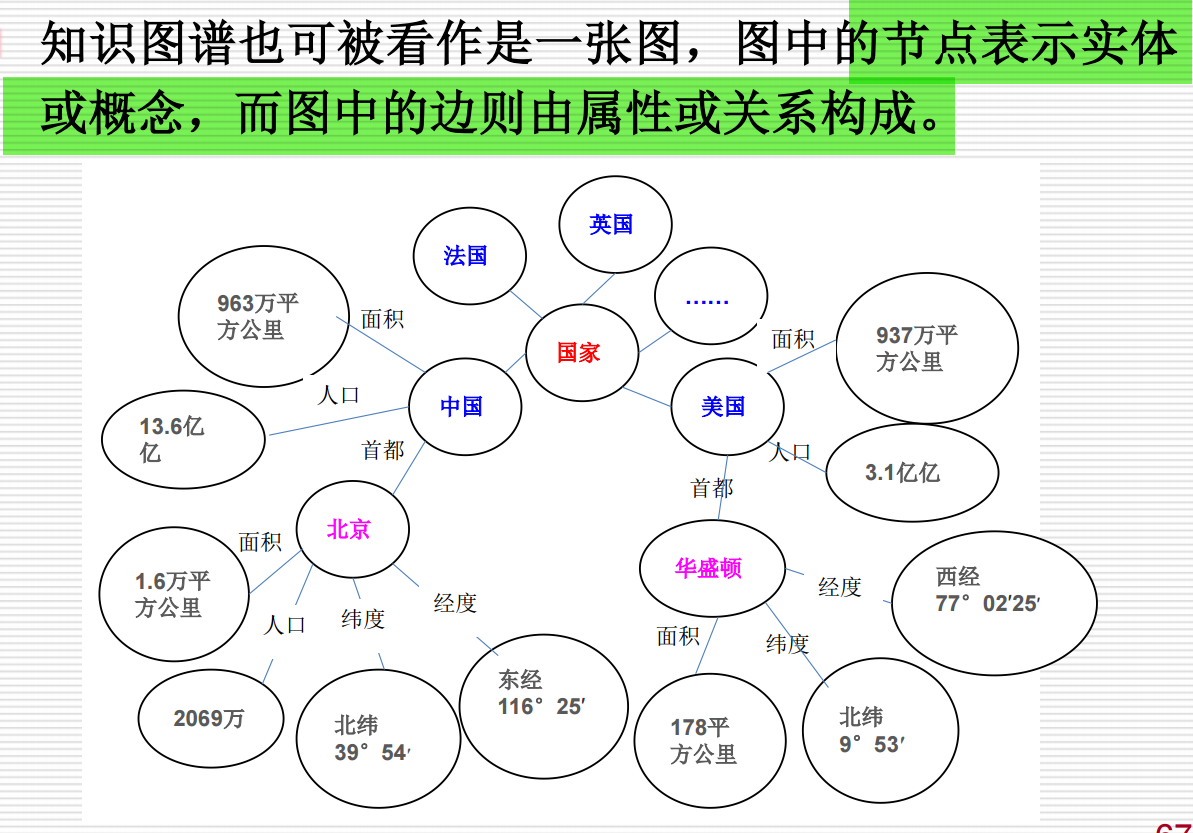 知识图谱也可被看作是一张图，图中的节点表示实体
或概念，而图中的边则由属性或关系构成。
英国
法国
……
国家
963万平
方公里
面积
面积
937万平
方公里
人口
中国
美国
13.6亿
亿
首都
人口
3.1亿亿
首都
北京
面积
华盛顿
1.6万平
方公里
经度
西经
77°02′25′
人口
纬度
经度
面积
纬度
东经
116°25′
2069万
北纬
39°54′
178平
方公里
北纬
9°53′